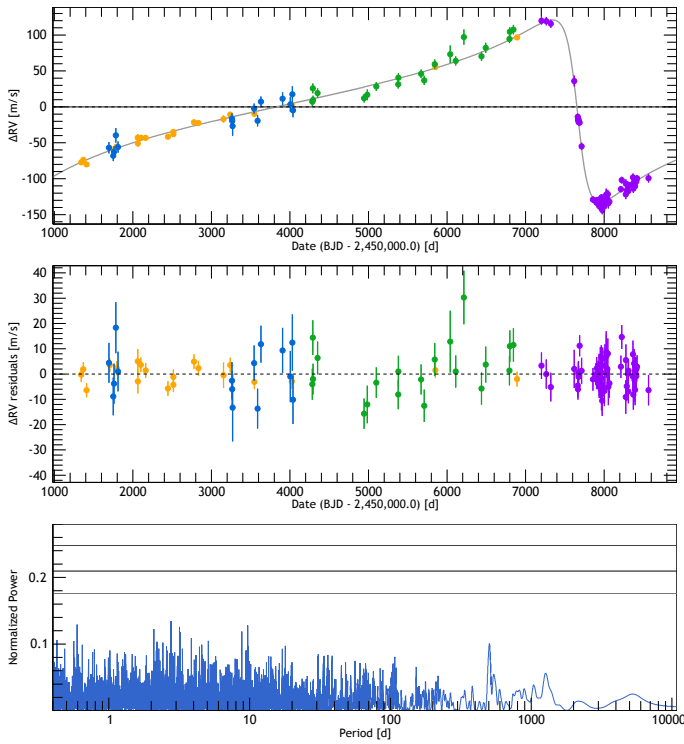 100
50
0
-50
-100
-150
ΔRV [m/s]
1000 2000 3000 4000 5000 6000 7000 8000
Date (BJD - 2,450,000.0) [d]
40
30
20
10
0
-10
-20
-30
-40
ΔRV residuals [m/s]
1000 2000 3000 4000 5000 6000 7000 8000
Date (BJD - 2,450,000.0) [d]
0.2
0.1
Normalized Power
1 10 100 1000 10000
Period [d]